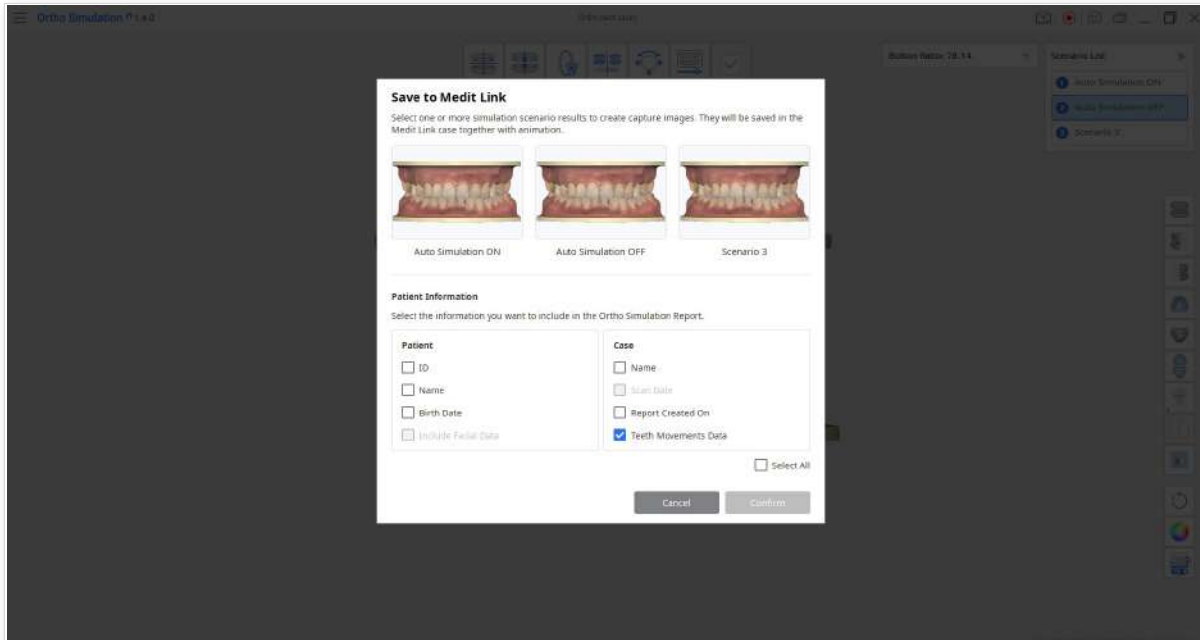 Ortho Simulation
Bolton Ratio: 78.14
Scenario List
1 Auto Simulation ON
2 Auto Simulation OFF
3 Scenario 3
Save to Medit Link
Select one or more simulation scenario results to create capture images. They will be saved in the
Medit Link case together with animation.
Auto Simulation ON
Auto Simulation OFF
Scenario 3
Patient Information
Select the information you want to include in the Ortho Simulation Report.
Patient
ID
Name
Birth Date
Include Facial Data
Case
Name
Scan Date
Report Created On
Teeth Movements Data
Select All
Cancel
Confirm